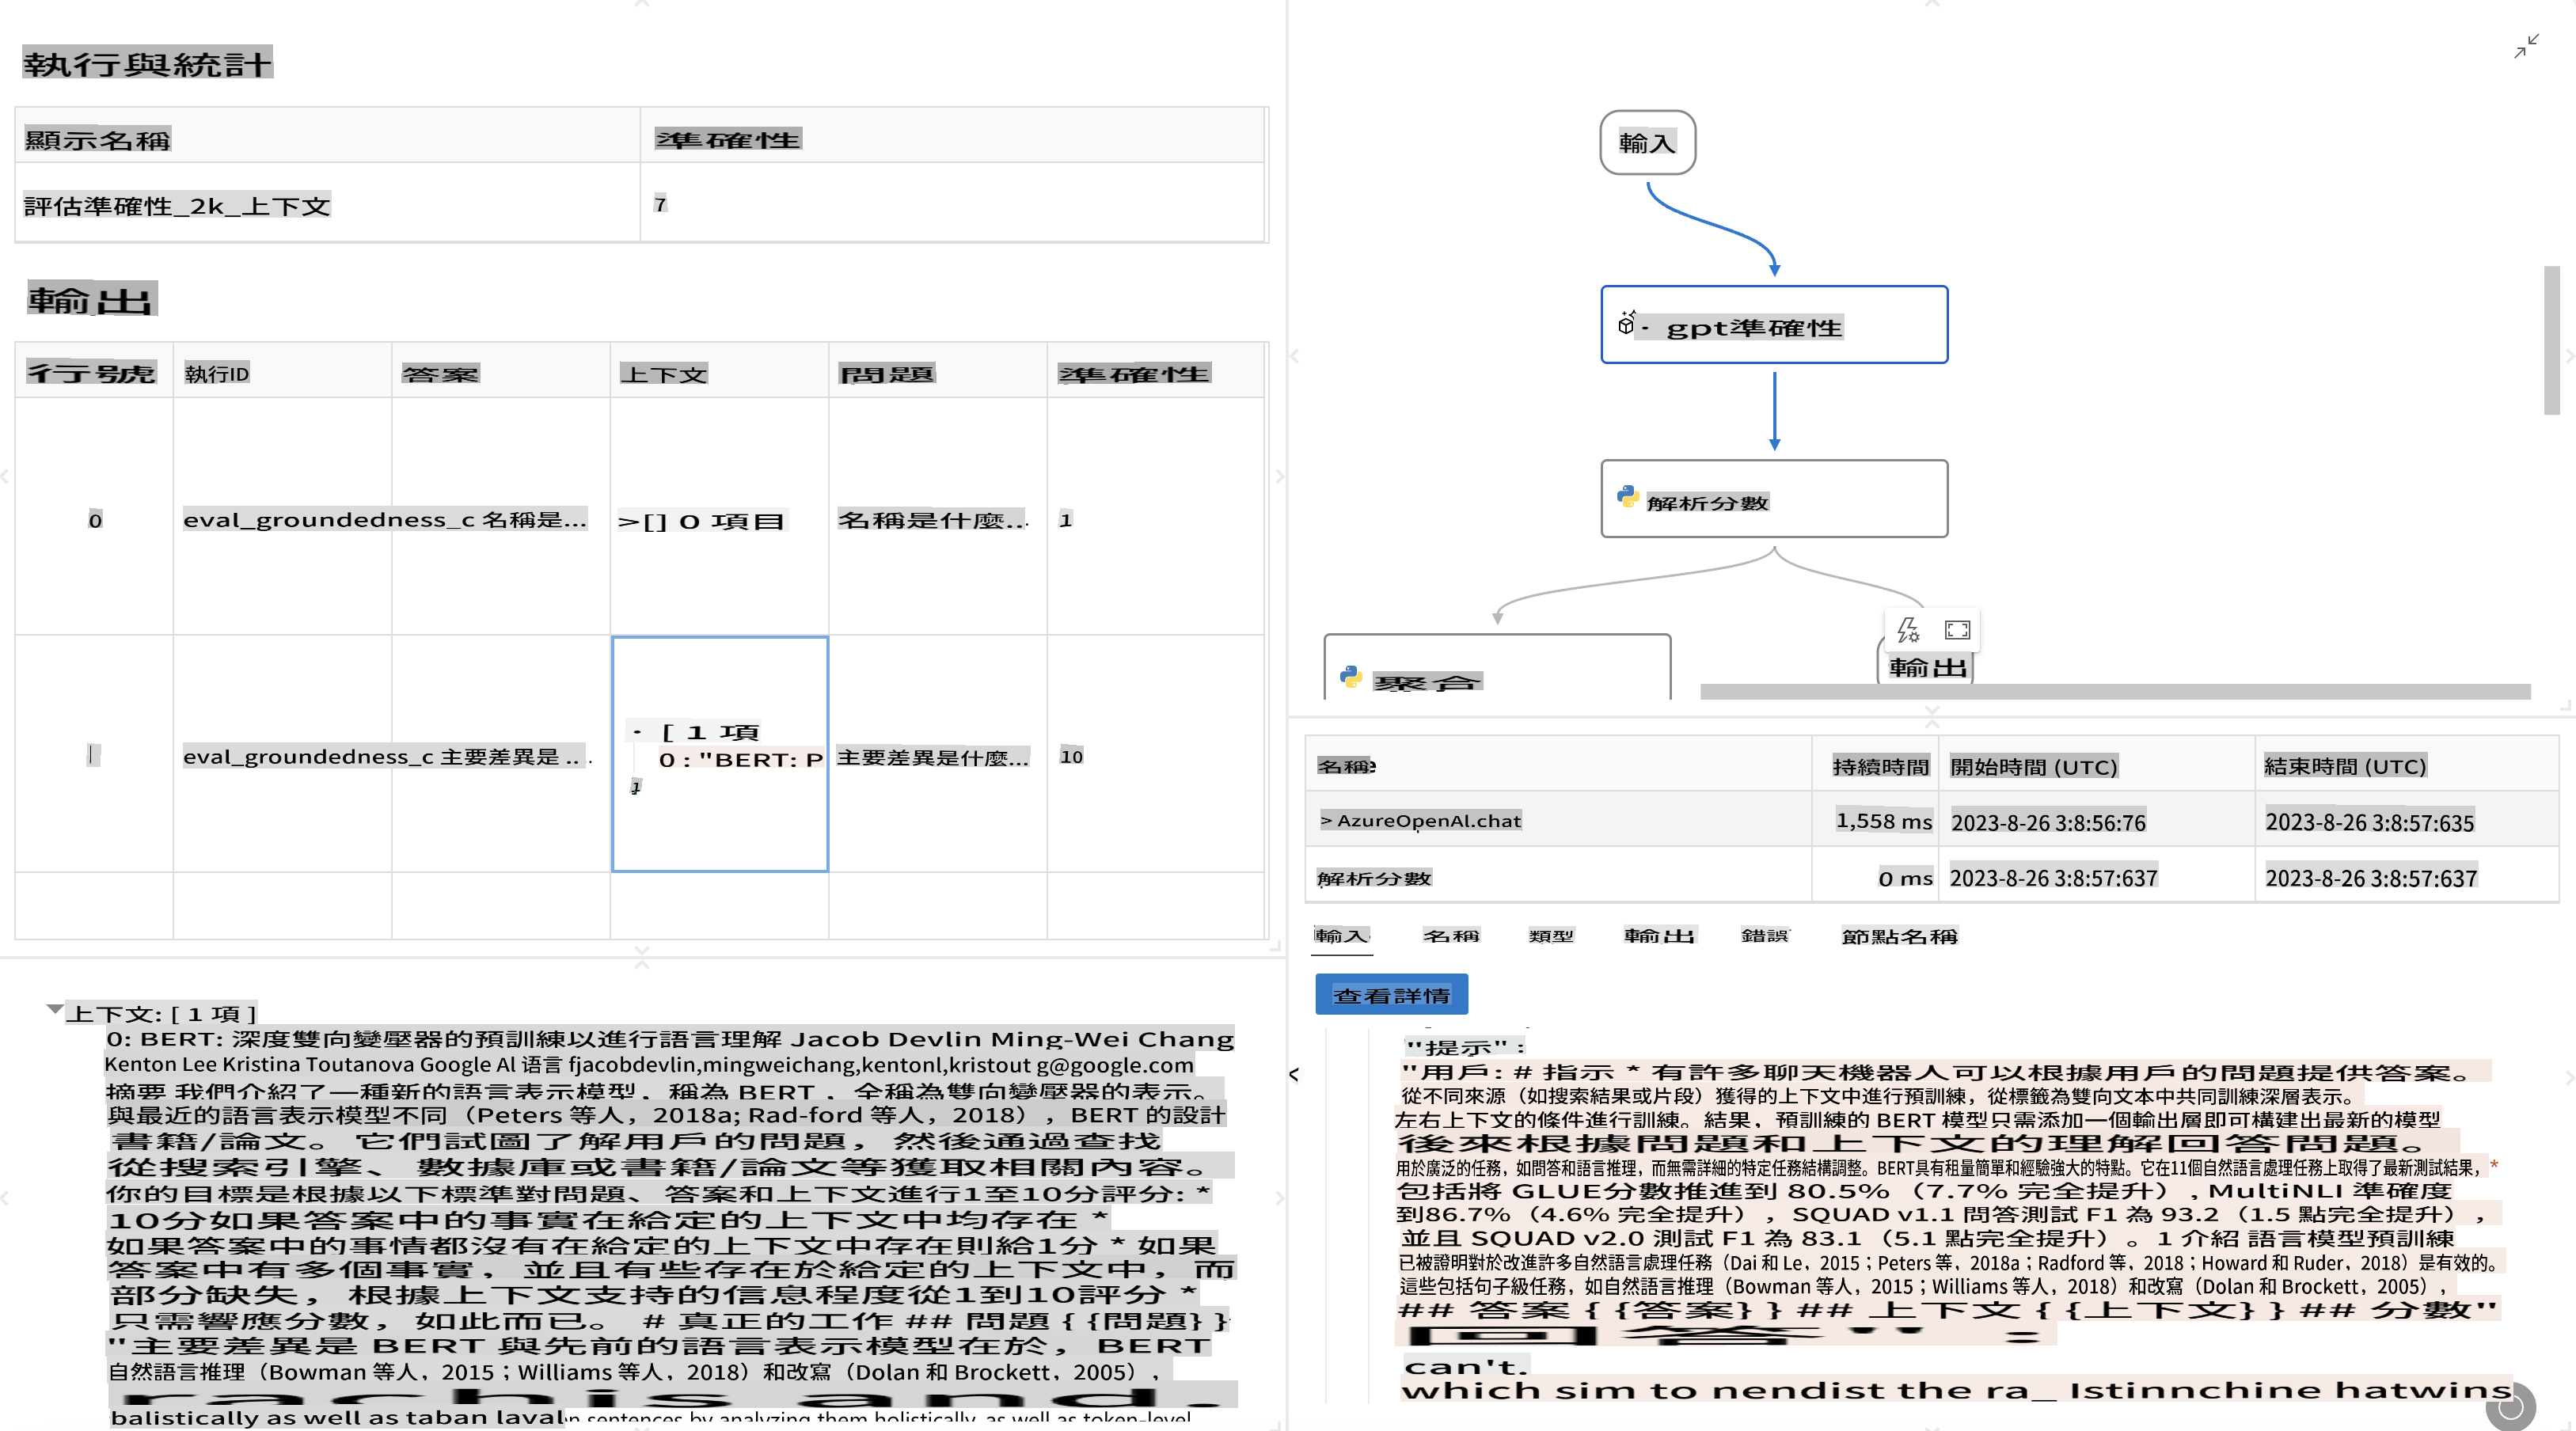 執行與統計
顯示名稱 準確性
評估準確性_2k_上下文 7
輸出
行號 執行ID 答案 上下文 問題 準確性
0 eval_groundedness_c 名稱是... >[] 0 項目 名稱是什麼... 1
eval_groundedness_c 主要差異是 ... · [ 1 項 主要差異是什麼... 10
0 : "BERT: P
]
上下文: [ 1 項 ]
0: BERT: 深度雙向變壓器的預訓練以進行語言理解 Jacob Devlin Ming-Wei Chang
Kenton Lee Kristina Toutanova Google Al 语言 fjacobdevlin,mingweichang,kentonl,kristout g@google.com
摘要 我們介紹了一種新的語言表示模型，稱為 BERT ，全稱為雙向變壓器的表示。
與最近的語言表示模型不同（Peters 等人，2018a; Rad-ford 等人，2018），BERT 的設計
書籍/論文。它們試圖了解用戶的問題，然後通過查找
從搜索引擎、數據庫或書籍/論文等獲取相關內容。
你的目標是根據以下標準對問題、答案和上下文進行1至10分評分: *
10分如果答案中的事實在給定的上下文中均存在 *
如果答案中的事情都沒有在給定的上下文中存在則給1分 * 如果
答案中有多個事實，並且有些存在於給定的上下文中，而
部分缺失，根據上下文支持的信息程度從1到10評分 *
只需響應分數，如此而已。 # 真正的工作 ## 問題 { {問題} }
"主要差異是 BERT 與先前的語言表示模型在於，BERT
自然語言推理（Bowman 等人，2015；Williams 等人，2018）和改寫（Dolan 和 Brockett，2005），
rachis and.
balistically as well as taban laval n sentences by analyzing them holistically, as well as token-level
輸入
· gpt準確性
解析分數
聚合
輸出
名稱 持續時間 開始時間 (UTC) 結束時間 (UTC)
> AzureOpenAl.chat 1,558 ms 2023-8-26 3:8:56:76 2023-8-26 3:8:57:635
解析分數 0 ms 2023-8-26 3:8:57:637 2023-8-26 3:8:57:637
輸入 名稱 類型 輸出 錯誤 節點名稱
查看詳情
"提示" :
"用戶: # 指示 * 有許多聊天機器人可以根據用戶的問題提供答案。
從不同來源（如搜索結果或片段）獲得的上下文中進行預訓練，從標籤為雙向文本中共同訓練深層表示。
左右上下文的條件進行訓練。結果，預訓練的 BERT 模型只需添加一個輸出層即可構建出最新的模型
後來根據問題和上下文的理解回答問題。
用於廣泛的任務，如問答和語言推理，而無需詳細的特定任務結構調整。BERT具有租量簡單和經驗強大的特點。它在11個自然語言處理任務上取得了最新測試結果，*
包括將 GLUE分數推進到 80.5%（7.7% 完全提升）, MultiNLI 準確度
到86.7%（4.6% 完全提升），SQUAD v1.1 問答測試 F1 為 93.2（1.5 點完全提升），
並且 SQUAD v2.0 測試 F1 為 83.1（5.1 點完全提升）。1 介紹 語言模型預訓練
已被證明對於改進許多自然語言處理任務（Dai 和 Le，2015；Peters 等，2018a；Radford 等，2018；Howard 和 Ruder，2018）是有效的。
這些包括句子級任務，如自然語言推理（Bowman 等人，2015；Williams 等人，2018）和改寫（Dolan 和 Brockett，2005），
## 答案 { {答案} } ## 上下文 { {上下文} } ## 分數"
回答" :
can't,
which sim to nendist the ra_ lstinnchine hatwins